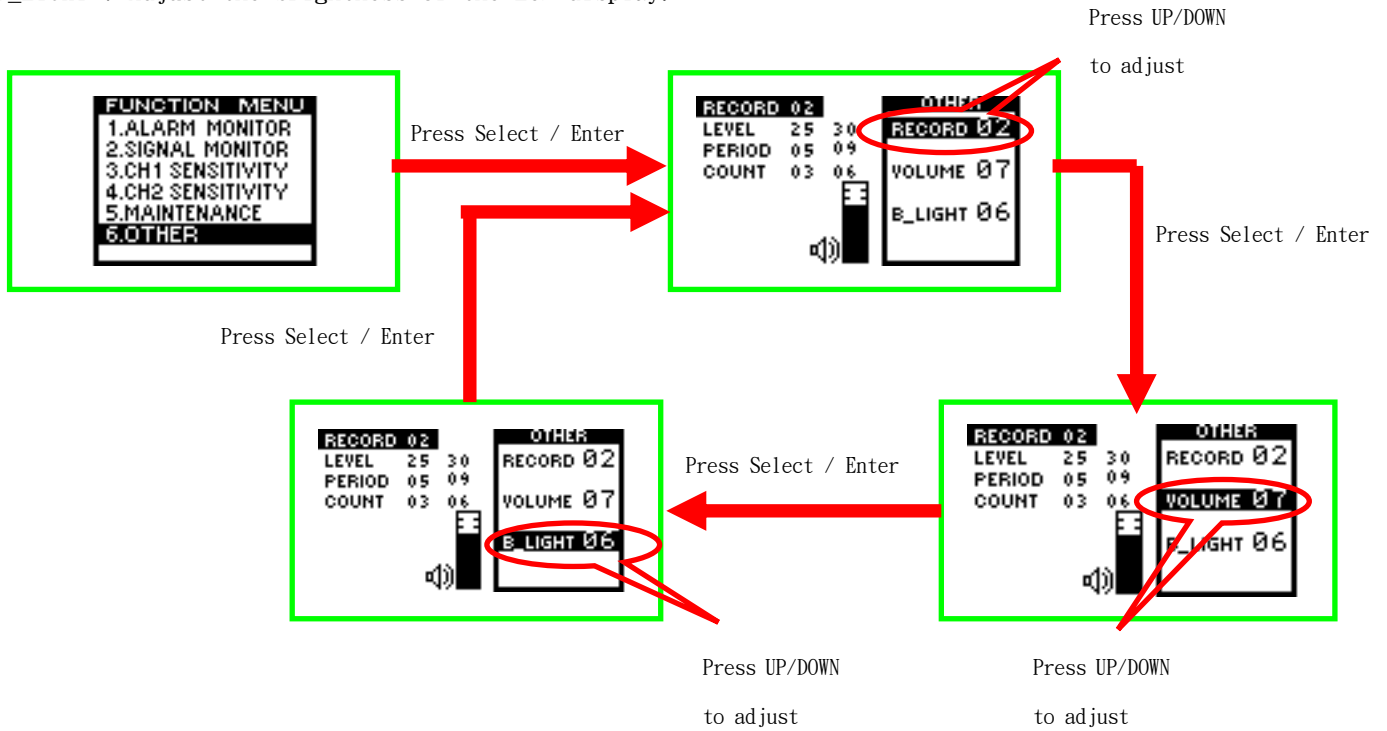 Press UP/DOWN
to adjust
FUNCTION MENU
1.ALARM MONITOR
2.SIGNAL MONITOR
3.CH1 SENSITIVITY
4.CH2 SENSITIVITY
5.MAINTENANCE
6.OTHER
Press Select / Enter
RECORD 02
LEVEL 25 30
PERIOD 05 09
COUNT 03 06
OTHER
RECORD 02
VOLUME 07
B_LIGHT 06
Press Select / Enter
Press Select / Enter
RECORD 02
LEVEL 25 30
PERIOD 05 09
COUNT 03 06
OTHER
RECORD 02
VOLUME 07
B_LIGHT 06
Press Select / Enter
RECORD 02
LEVEL 25 30
PERIOD 05 09
COUNT 03 06
OTHER
RECORD 02
VOLUME 07
B_LIGHT 06
Press UP/DOWN
to adjust
Press UP/DOWN
to adjust